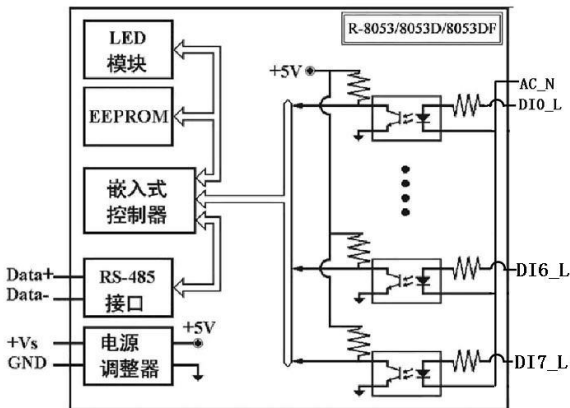 R-8053/8053D/8053DF
LED
模块
+5V
AC_N
DI0_L
EEPROM
嵌入式
控制器
Data+
Data-
RS-485
接口
DI6_L
+Vs
GND
电源
调整器
+5V
DI7_L